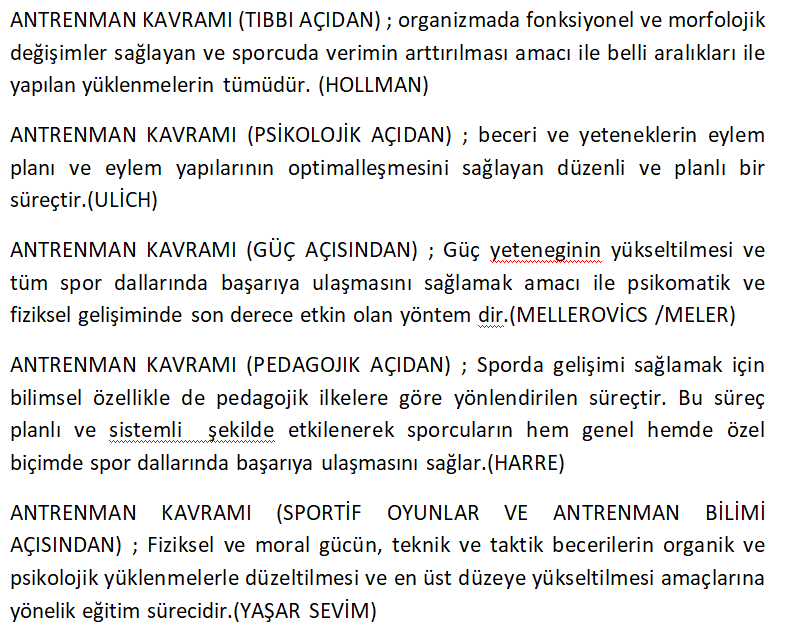 ANTRENMAN KAVRAMI (TIBBI AÇIDAN) ; organizmada fonksiyonel ve morfolojik
değişimler sağlayan ve sporcuda verimin arttırılması amacı ile belli aralıkları ile
yapılan yüklenmelerin tümüdür. (HOLLMAN)
ANTRENMAN KAVRAMI (PSİKOLOJİK AÇIDAN) ; beceri ve yeteneklerin eylem
planı ve eylem yapılarının optimalleşmesini sağlayan düzenli ve planlı bir
süreçtir.(ULİCH)
ANTRENMAN KAVRAMI (GÜÇ AÇISINDAN) ; Güç yeteneginin yükseltilmesi ve
tüm spor dallarında başarıya ulaşmasını sağlamak amacı ile psikomatik ve
fiziksel gelişiminde son derece etkin olan yöntem dir.(MELLEROVİCS /MELER)
ANTRENMAN KAVRAMI (PEDAGOJIK AÇIDAN) ; Sporda gelişimi sağlamak için
bilimsel özellikle de pedagojik ilkelere göre yönlendirilen süreçtir. Bu süreç
planlı ve sistemli şekilde etkilenerek sporcuların hem genel hemde özel
biçimde spor dallarında başarıya ulaşmasını sağlar.(HARRE)
ANTRENMAN KAVRAMI (SPORTİF OYUNLAR VE ANTRENMAN BİLİMİ
AÇISINDAN) ; Fiziksel ve moral gücün, teknik ve taktik becerilerin organik ve
psikolojik yüklenmelerle düzeltilmesi ve en üst düzeye yükseltilmesi amaçlarına
yönelik eğitim sürecidir.(YAŞAR SEVİM)